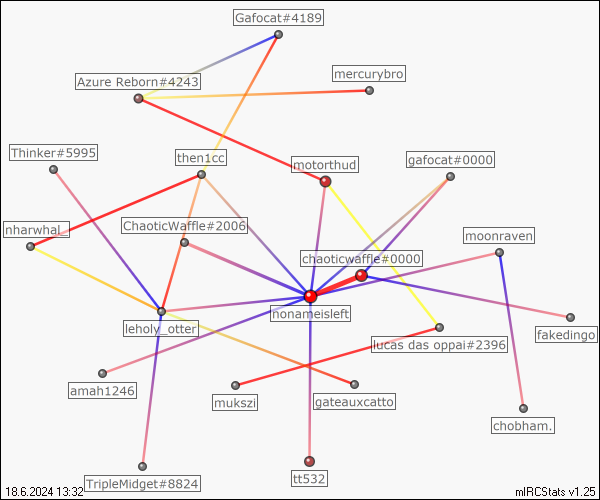 Gafocat#4189
mercurybro
Azure Reborn#4243
Thinker#5995
then1cc
motorthud
gafocat#0000
nharwhal_
ChaoticWaffle#2006
moonraven
chaoticwaffle#0000
nonameisleft
leholy_otter
fakedingo
lucas das oppai#2396
amah1246
mukszi
gateauxcatto
chobham.
TripleMidget#8824
tt532
18.6.2024 13:32
mIRCStats v1.25